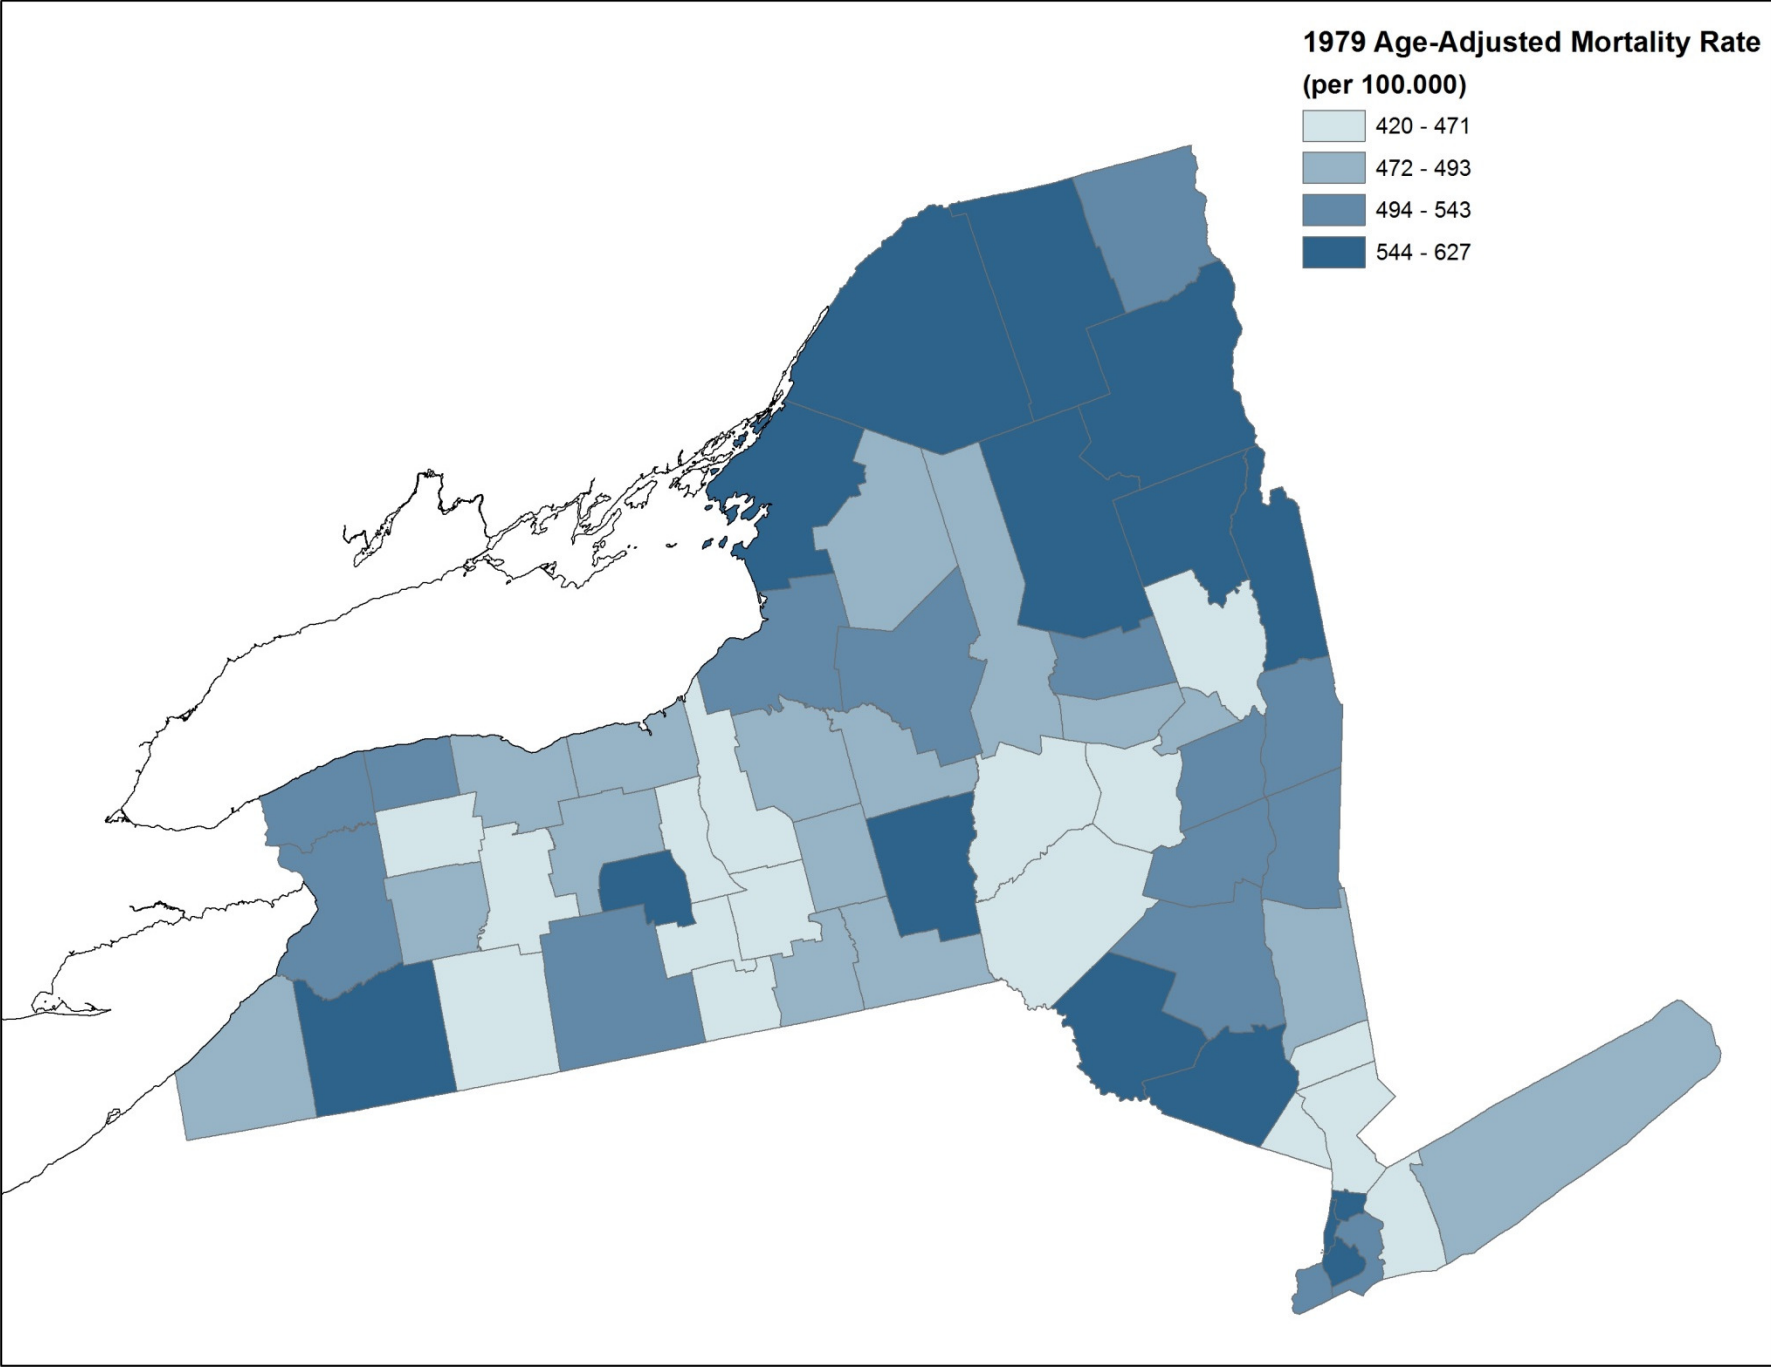 1979 Age-Adjusted Mortality Rate
(per 100.000)
420 - 471
472 - 493
494 - 543
544 - 627